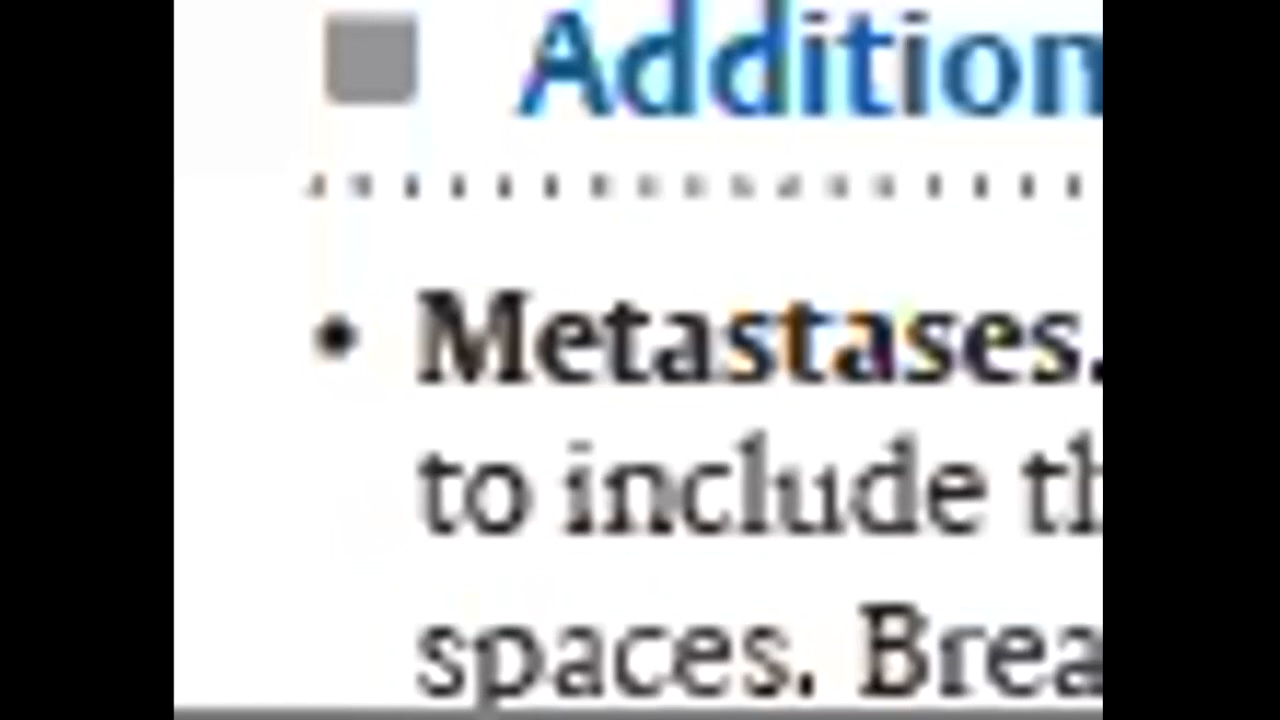 Addition
• Metastases.
to include th
spaces. Brea